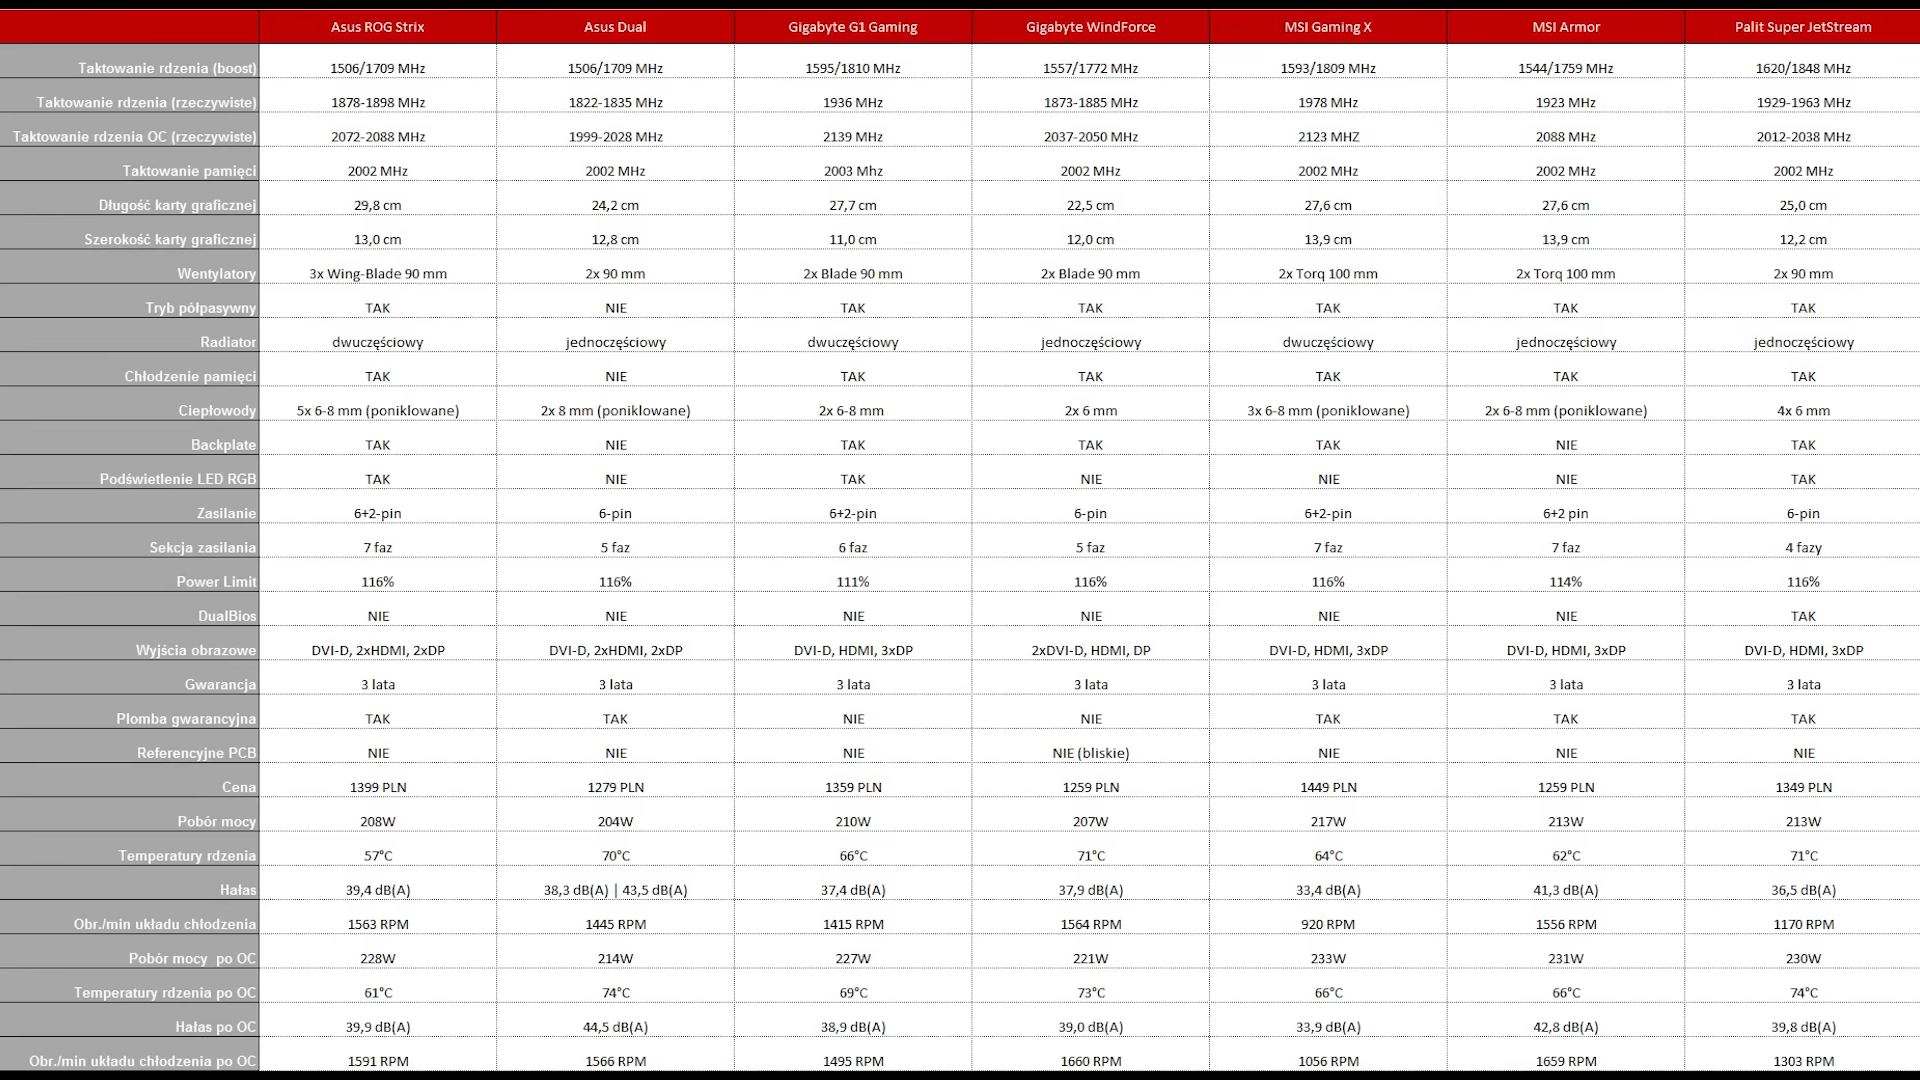 Asus ROG Strix Asus Dual Gigabyte G1 Gaming Gigabyte WindForce MSI Gaming X MSI Armor Palit Super JetStream
Taktowanie rdzenia (boost) 1506/1709 MHz 1506/1709 MHz 1595/1810 MHz 1557/1772 MHz 1593/1809 MHz 1544/1759 MHz 1620/1848 MHz
Taktowanie rdzenia (rzeczywiste) 1878-1898 MHz 1822-1835 MHz 1936 MHz 1873-1885 MHz 1978 MHz 1923 MHz 1929-1963 MHz
Taktowanie rdzenia OC (rzeczywiste) 2072-2088 MHz 1999-2028 MHz 2139 MHz 2037-2050 MHz 2123 MHZ 2088 MHz 2012-2038 MHz
Taktowanie pamięci 2002 MHz 2002 MHz 2003 Mhz 2002 MHz 2002 MHz 2002 MHz 2002 MHz
Długość karty graficznej 29,8 cm 24,2 cm 27,7 cm 22,5 cm 27,6 cm 27,6 cm 25,0 cm
Szerokość karty graficznej 13,0 cm 12,8 cm 11,0 cm 12,0 cm 13,9 cm 13,9 cm 12,2 cm
Wentylatory 3x Wing-Blade 90 mm 2x 90 mm 2x Blade 90 mm 2x Blade 90 mm 2x Torq 100 mm 2x Torq 100 mm 2x 90 mm
Tryb półpasywny TAK NIE TAK TAK TAK TAK TAK
Radiator dwuczęściowy jednoczęściowy dwuczęściowy jednoczęściowy dwuczęściowy jednoczęściowy jednoczęściowy
Chłodzenie pamięci TAK NIE TAK TAK TAK TAK TAK
Ciepłowody 5x 6-8 mm (poniklowane) 2x 8 mm (poniklowane) 2x 6-8 mm 2x 6 mm 3x 6-8 mm (poniklowane) 2x 6-8 mm (poniklowane) 4x 6 mm
Backplate TAK NIE TAK TAK TAK NIE TAK
Podświetlenie LED RGB TAK NIE TAK NIE NIE NIE TAK
Zasilanie 6+2-pin 6-pin 6+2-pin 6-pin 6+2-pin 6+2 pin 6-pin
Sekcja zasilania 7 faz 5 faz 6 faz 5 faz 7 faz 7 faz 4 fazy
Power Limit 116% 116% 111% 116% 116% 114% 116%
DualBios NIE NIE NIE NIE NIE NIE TAK
Wyjścia obrazowe DVI-D, 2xHDMI, 2xDP DVI-D, 2xHDMI, 2xDP DVI-D, HDMI, 3xDP 2xDVI-D, HDMI, DP DVI-D, HDMI, 3xDP DVI-D, HDMI, 3xDP DVI-D, HDMI, 3xDP
Gwarancja 3 lata 3 lata 3 lata 3 lata 3 lata 3 lata 3 lata
Plomba gwarancyjna TAK TAK NIE NIE TAK TAK TAK
Referencyjne PCB NIE NIE NIE NIE (bliskie) NIE NIE NIE
Cena 1399 PLN 1279 PLN 1359 PLN 1259 PLN 1449 PLN 1259 PLN 1349 PLN
Pobór mocy 208W 204W 210W 207W 217W 213W 213W
Temperatury rdzenia 57°C 70°C 66°C 71°C 64°C 62°C 71°C
Hałas 39,4 dB(A) 38,3 dB(A) | 43,5 dB(A) 37,4 dB(A) 37,9 dB(A) 33,4 dB(A) 41,3 dB(A) 36,5 dB(A)
Obr./min układu chłodzenia 1563 RPM 1445 RPM 1415 RPM 1564 RPM 920 RPM 1556 RPM 1170 RPM
Pobór mocy po OC 228W 214W 227W 221W 233W 231W 230W
Temperatury rdzenia po OC 61°C 74°C 69°C 73°C 66°C 66°C 74°C
Hałas po OC 39,9 dB(A) 44,5 dB(A) 38,9 dB(A) 39,0 dB(A) 33,9 dB(A) 42,8 dB(A) 39,8 dB(A)
Obr./min układu chłodzenia po OC 1591 RPM 1566 RPM 1495 RPM 1660 RPM 1056 RPM 1659 RPM 1303 RPM